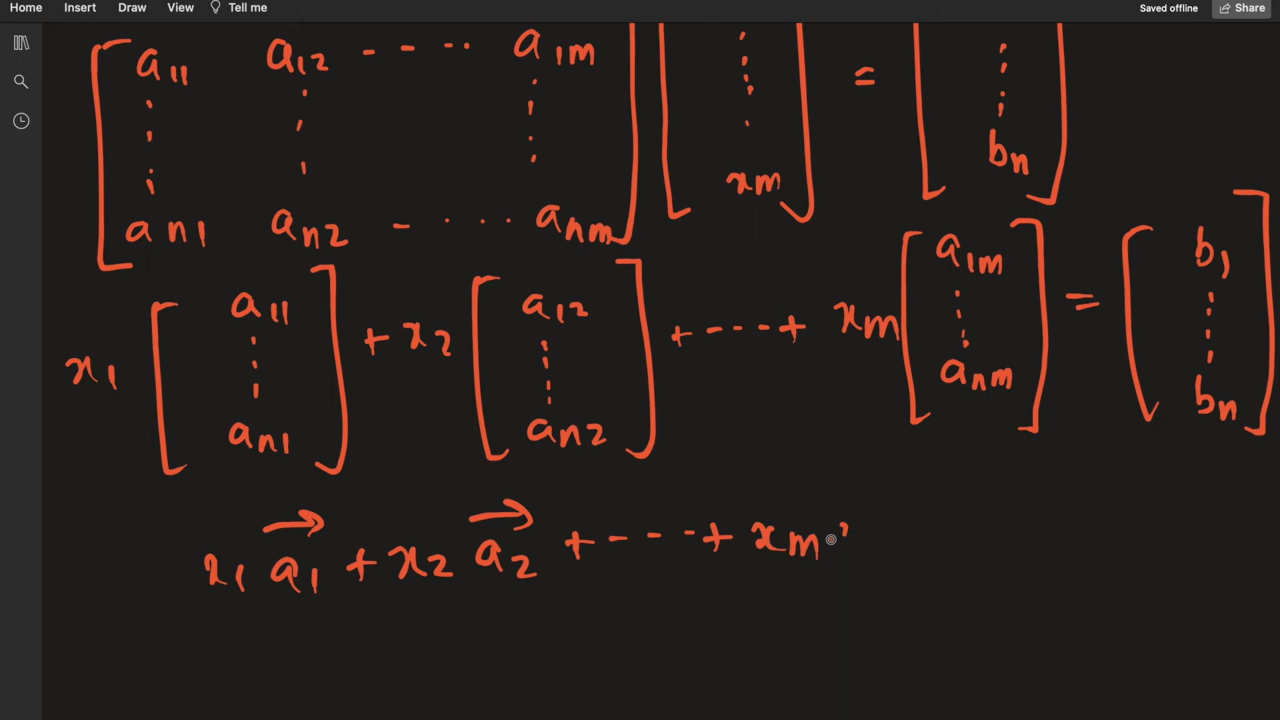 Home Insert Draw View Tell me Saved offline Share
a11 a12 - - - - a1m
= 
xm bn
an1 an2 - - - - anm
x1 [a11 ⋮ an1] + x2 [a12 ⋮ an2] + - - - + xm [a1m ⋮ anm] = [b1 ⋮ bn]
x1 a1→ + x2 a2→ + - - - + xm